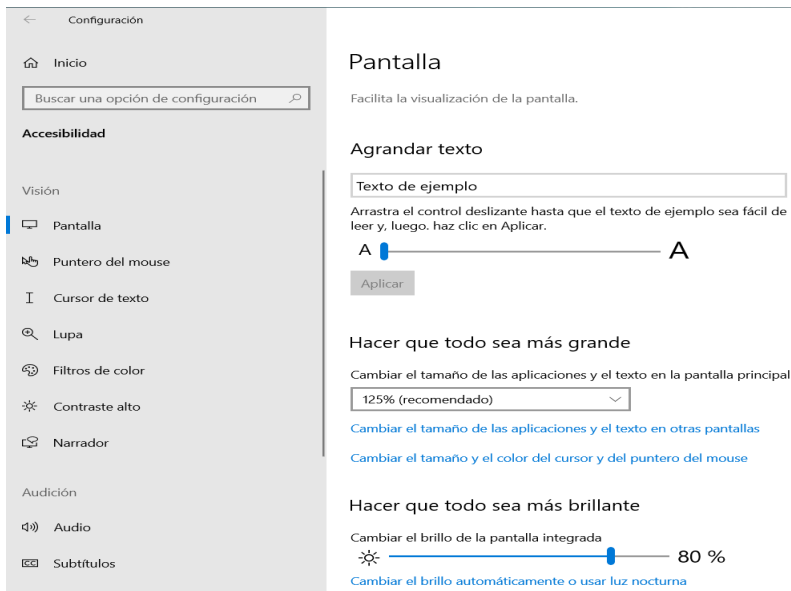 Configuración
Inicio
Buscar una opción de configuración
Accesibilidad
Visión
Pantalla
Puntero del mouse
Cursor de texto
Lupa
Filtros de color
Contraste alto
Narrador
Audición
Audio
CC Subtítulos
Pantalla
Facilita la visualización de la pantalla.
Agrandar texto
Texto de ejemplo
Arrastra el control deslizante hasta que el texto de ejemplo sea fácil de
leer y, luego. haz clic en Aplicar.
A A
Aplicar
Hacer que todo sea más grande
Cambiar el tamaño de las aplicaciones y el texto en la pantalla principal
125% (recomendado)
Cambiar el tamaño de las aplicaciones y el texto en otras pantallas
Cambiar el tamaño y el color del cursor y del puntero del mouse
Hacer que todo sea más brillante
Cambiar el brillo de la pantalla integrada
80 %
Cambiar el brillo automáticamente o usar luz nocturna